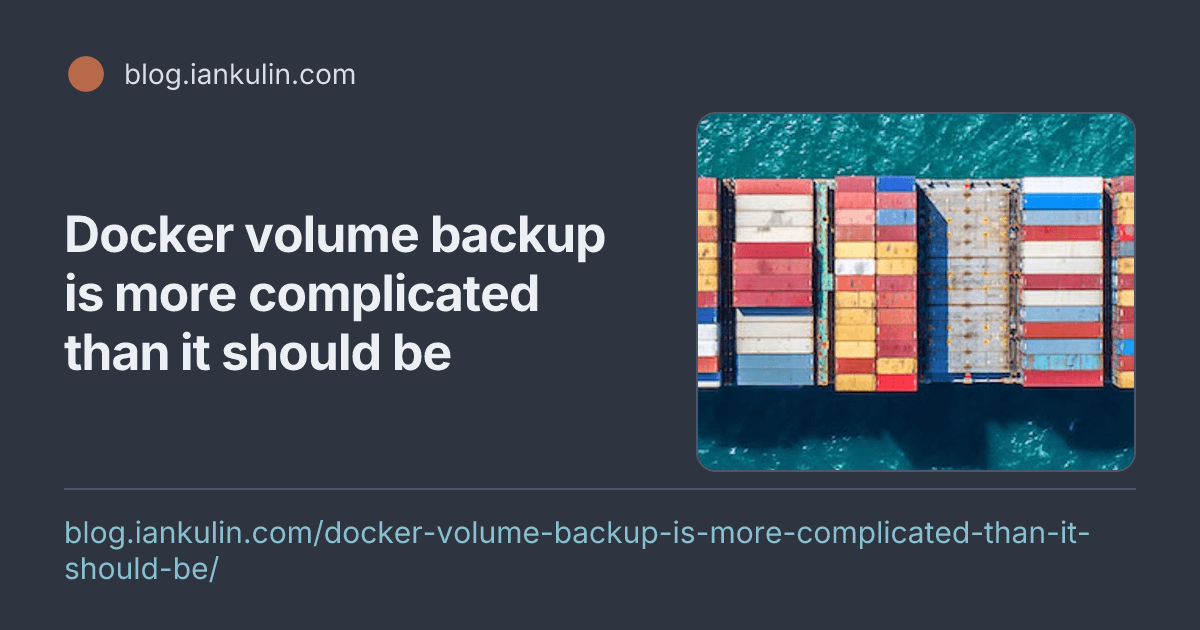 blog.iankulin.com
Docker volume backup
is more complicated
than it should be
blog.iankulin.com/docker-volume-backup-is-more-complicated-than-it-
should-be/